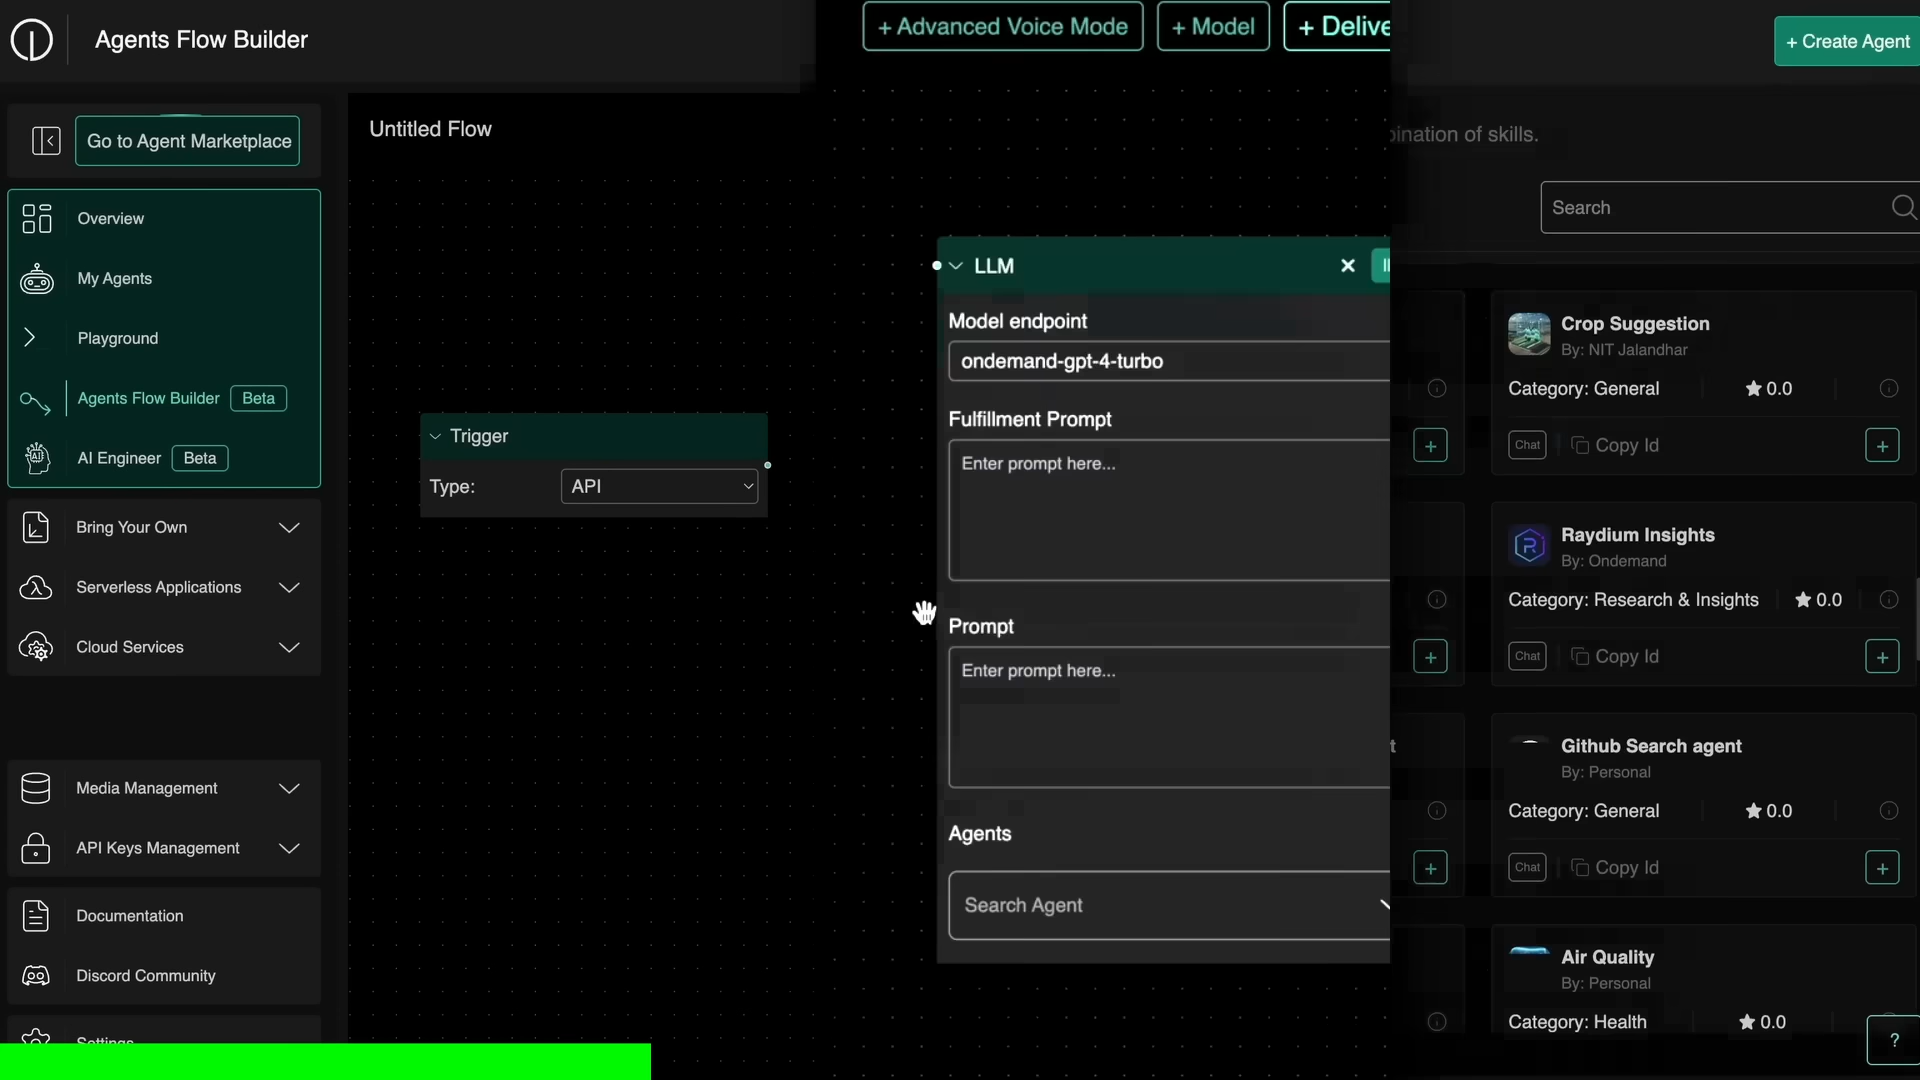 Agents Flow Builder
+ Advanced Voice Mode
+ Model
+ Delive
+ Create Agent
Go to Agent Marketplace
Untitled Flow
bination of skills.
Search
Overview
My Agents
Playground
Agents Flow Builder
Beta
AI Engineer
Beta
Bring Your Own
Serverless Applications
Cloud Services
Media Management
API Keys Management
Documentation
Discord Community
Settings
Trigger
Type:
API
LLM
Model endpoint
ondemand-gpt-4-turbo
Fulfillment Prompt
Enter prompt here...
Prompt
Enter prompt here...
Agents
Search Agent
t
Crop Suggestion
By: NIT Jalandhar
Category: General
0.0
Chat
Copy Id
+
+
Raydium Insights
By: Ondemand
Category: Research & Insights
0.0
Chat
Copy Id
+
+
Github Search agent
By: Personal
Category: General
0.0
Chat
Copy Id
+
+
Air Quality
By: Personal
Category: Health
0.0
?